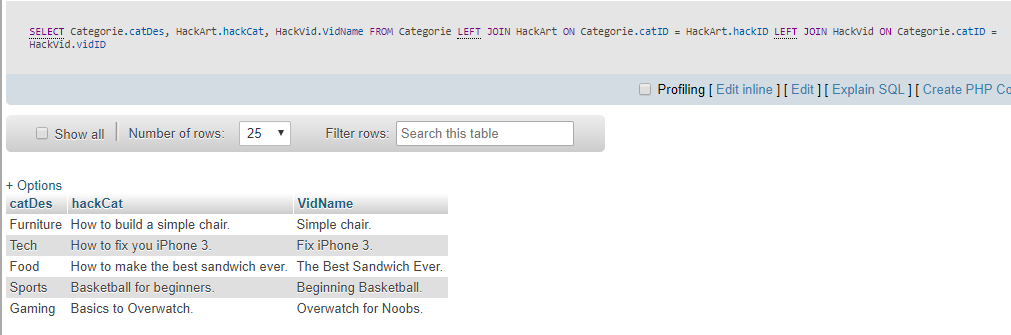 SELECT Categorie.catDes, HackArt.hackCat, HackVid.VidName FROM Categorie LEFT JOIN HackArt ON Categorie.catID = HackArt.hackID LEFT JOIN HackVid ON Categorie.catID =
HackVid.vidID
Profiling [ Edit inline ] [ Edit ] [ Explain SQL ] [ Create PHP Co
Show all Number of rows: 25 Filter rows: Search this table
+ Options
catDes hackCat VidName
Furniture How to build a simple chair. Simple chair.
Tech How to fix you iPhone 3. Fix iPhone 3.
Food How to make the best sandwich ever. The Best Sandwich Ever.
Sports Basketball for beginners. Beginning Basketball.
Gaming Basics to Overwatch. Overwatch for Noobs.